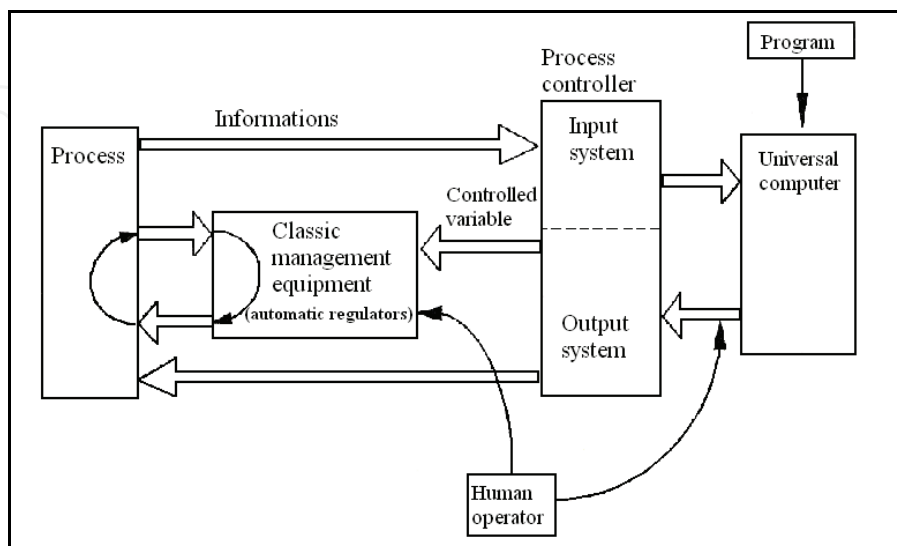 Program
Process
controller
Informations
Input
system
Process
Universal
computer
Controlled
variable
Classic
management
equipment
(automatic regulators)
Output
system
Human
operator